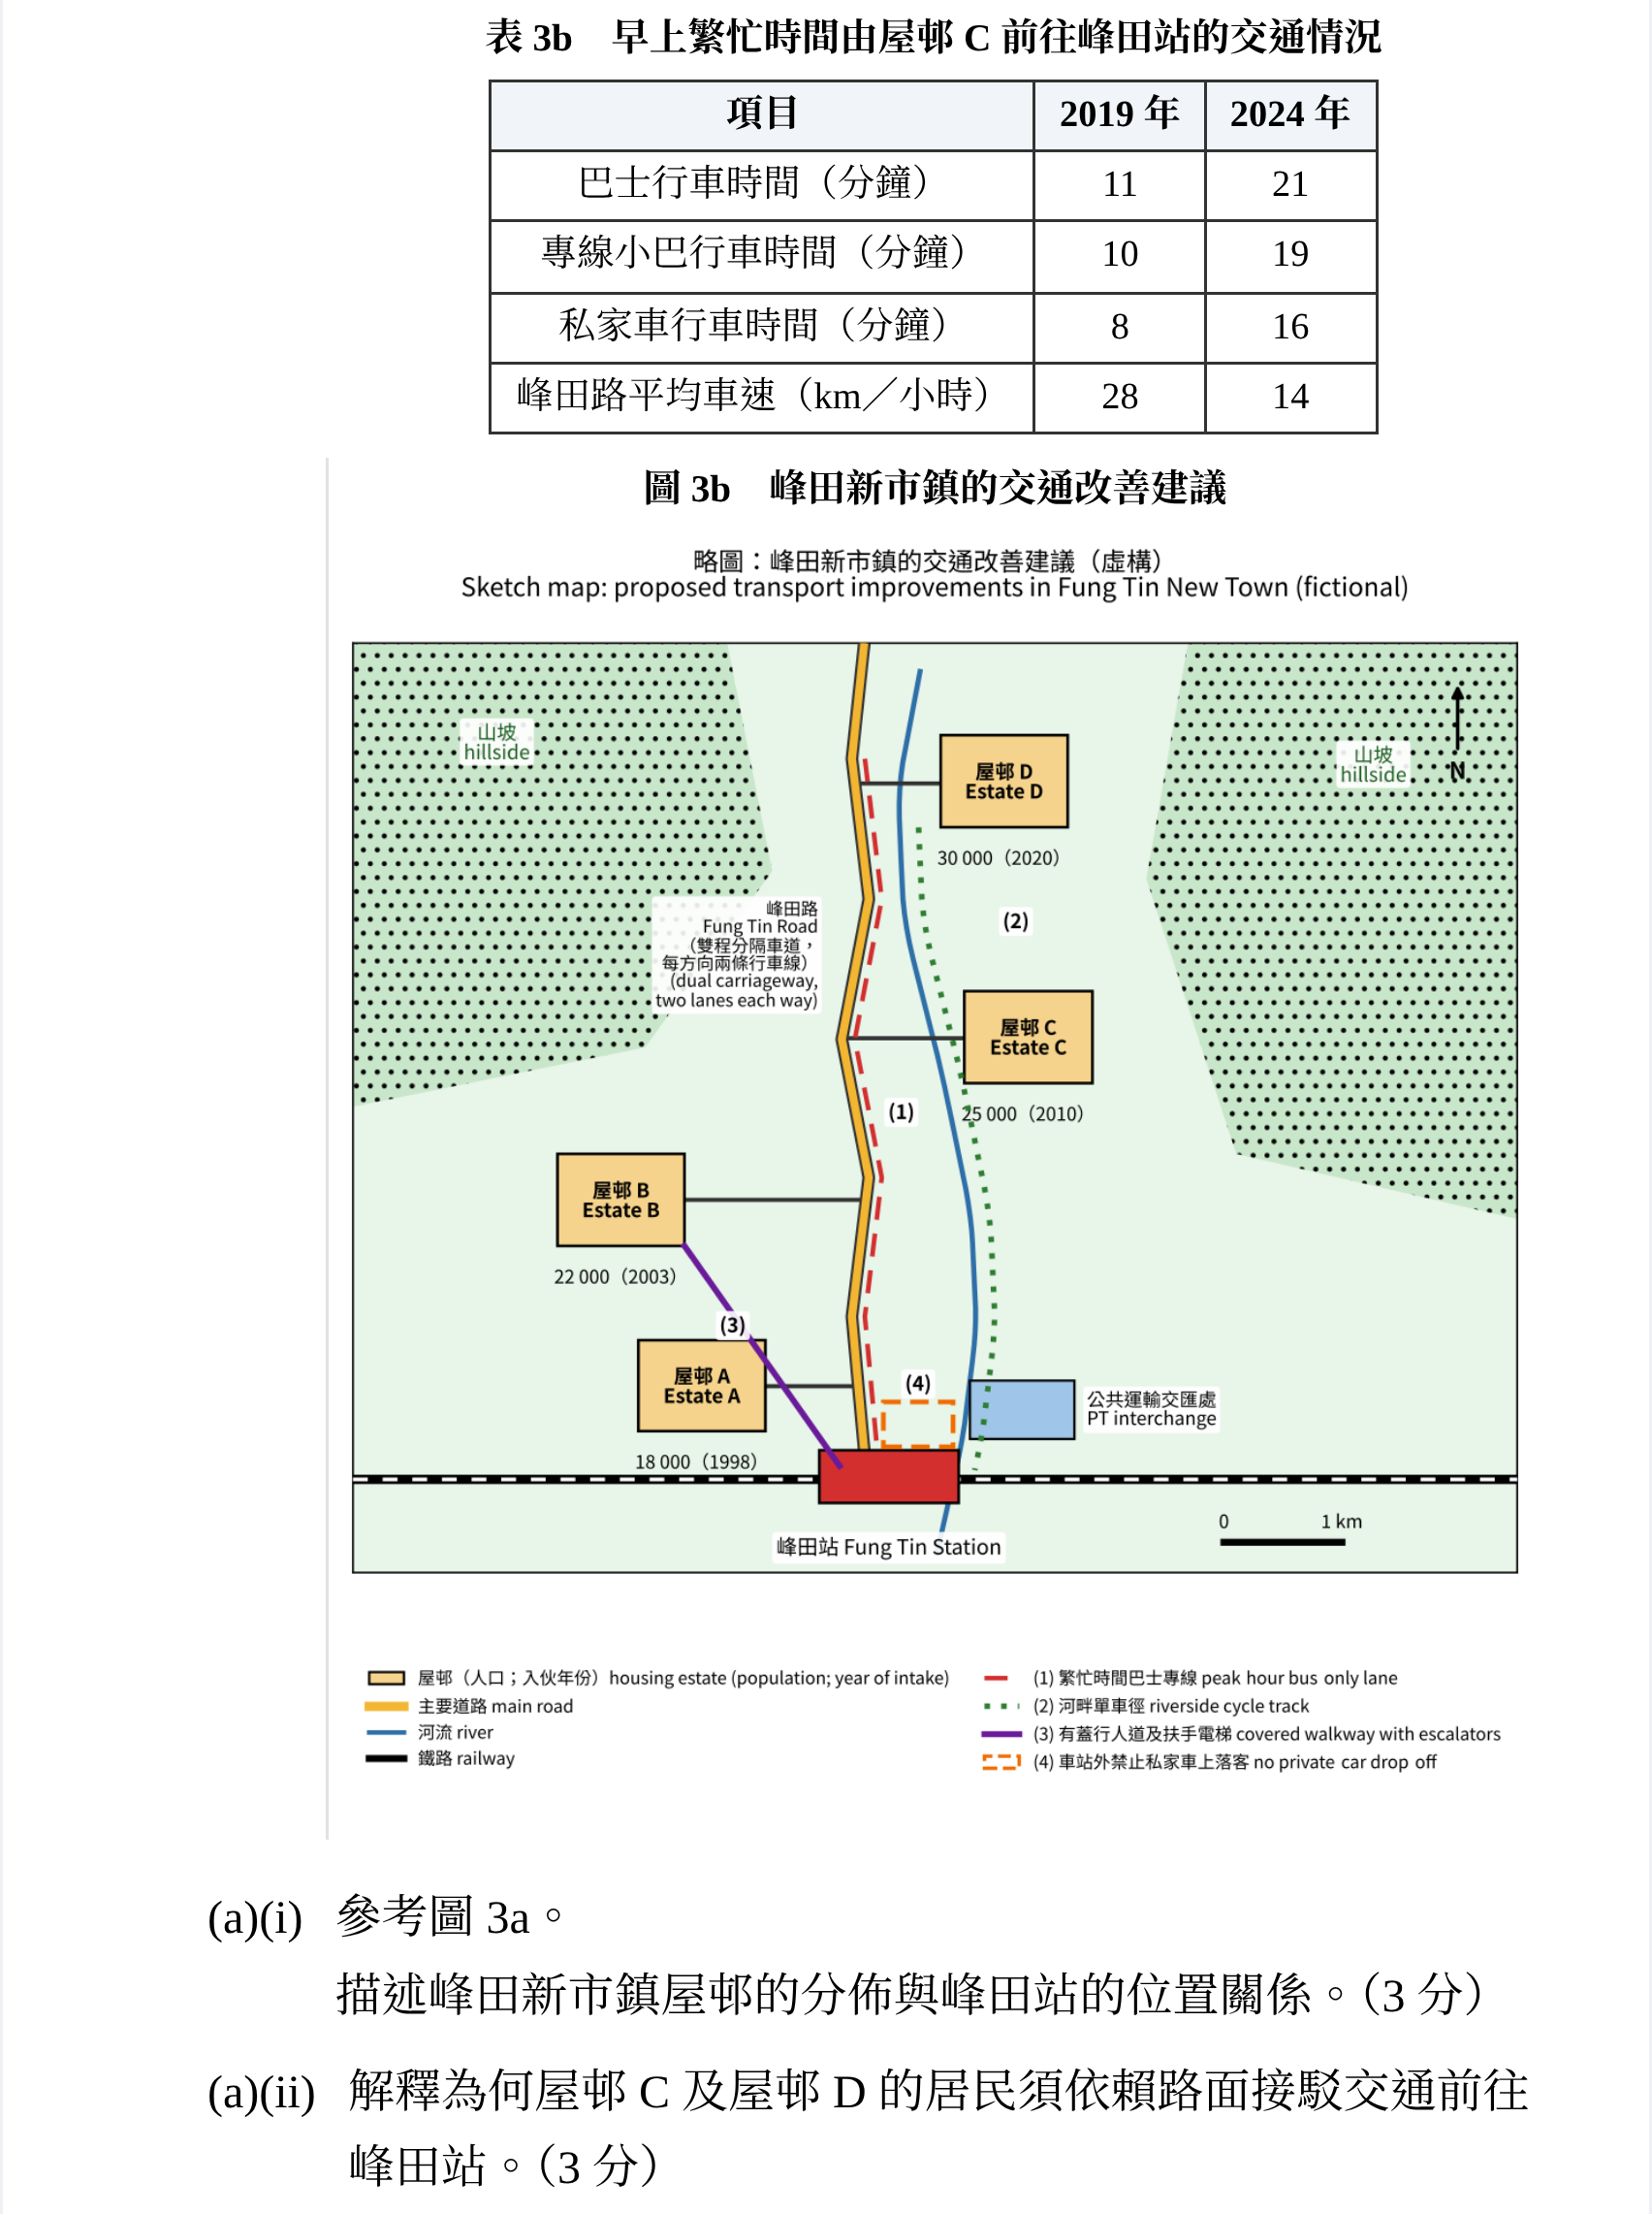 表 3b　早上繁忙時間由屋邨 C 前往峰田站的交通情況
項目 2019 年 2024 年
巴士行車時間（分鐘） 11 21
專線小巴行車時間（分鐘） 10 19
私家車行車時間（分鐘） 8 16
峰田路平均車速（km／小時） 28 14
圖 3b　峰田新市鎮的交通改善建議
略圖：峰田新市鎮的交通改善建議（虛構）
Sketch map: proposed transport improvements in Fung Tin New Town (fictional)
山坡
hillside
山坡
hillside
N
屋邨 D
Estate D
30 000（2020）
峰田路
Fung Tin Road
（雙程分隔車道，
每方向兩條行車線）
(dual carriageway,
two lanes each way)
(2)
屋邨 C
Estate C
25 000（2010）
(1)
屋邨 B
Estate B
22 000（2003）
(3)
屋邨 A
Estate A
18 000（1998）
(4)
公共運輸交匯處
PT interchange
峰田站 Fung Tin Station
0 1 km
屋邨（人口；入伙年份）housing estate (population; year of intake)
主要道路 main road
河流 river
鐵路 railway
(1) 繁忙時間巴士專線 peak hour bus only lane
(2) 河畔單車徑 riverside cycle track
(3) 有蓋行人道及扶手電梯 covered walkway with escalators
(4) 車站外禁止私家車上落客 no private car drop off
(a)(i) 參考圖 3a。
描述峰田新市鎮屋邨的分佈與峰田站的位置關係。（3 分）
(a)(ii) 解釋為何屋邨 C 及屋邨 D 的居民須依賴路面接駁交通前往
峰田站。（3 分）